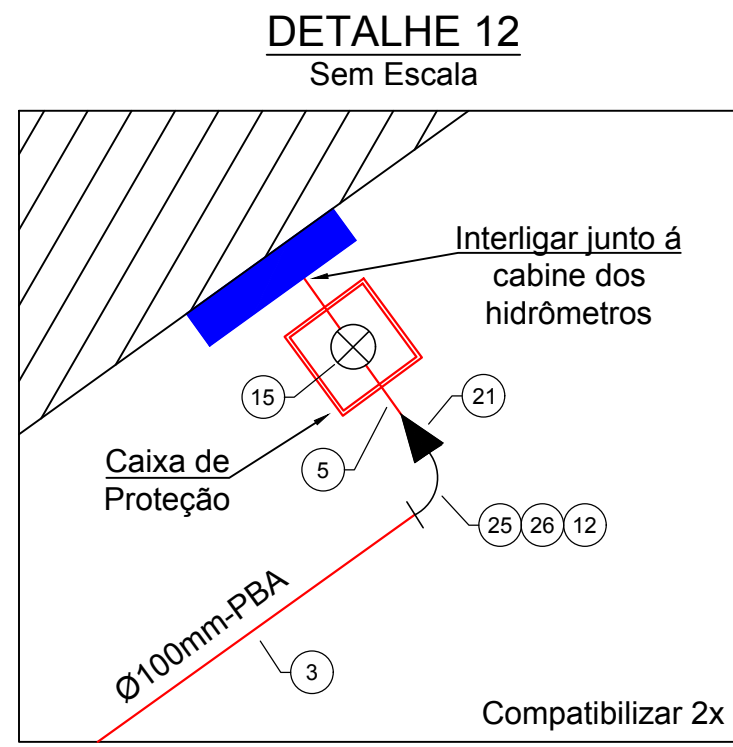 DETALHE 12
Sem Escala
Interligar junto á
cabine dos
hidrômetros
15
21
5
Caixa de
Proteção
25 26 12
Ø100mm-PBA
3
Compatibilizar 2x